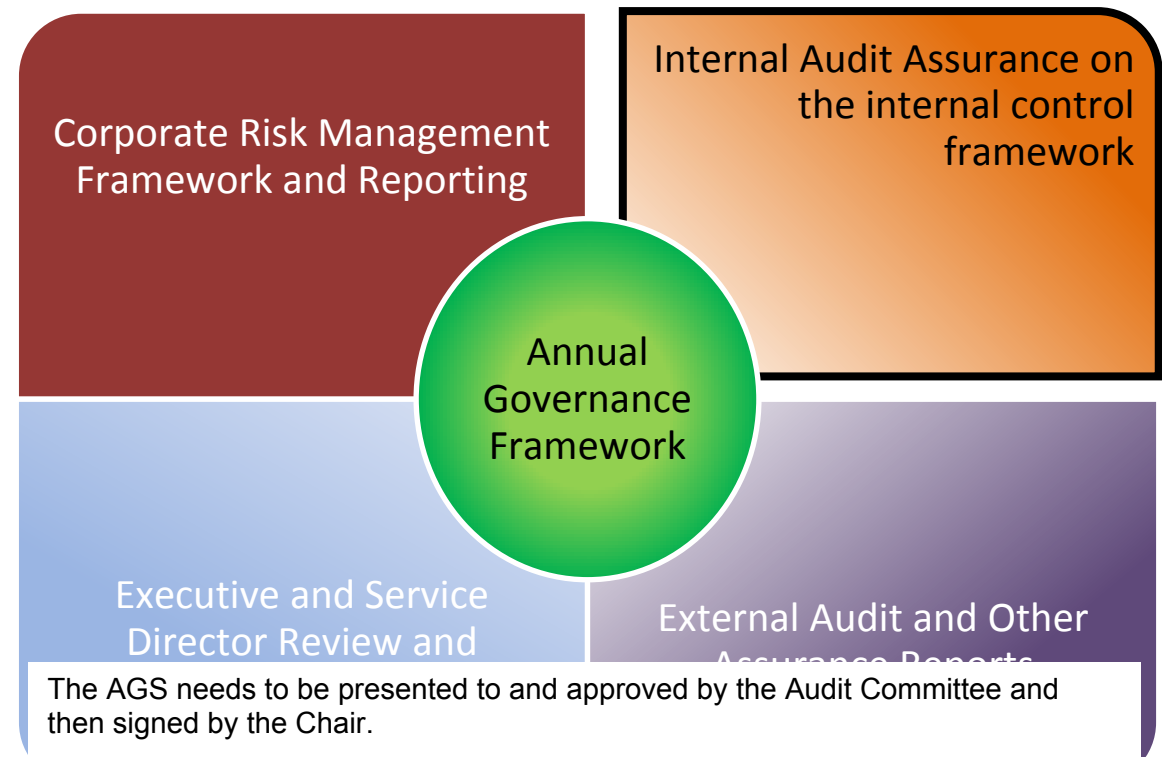 Corporate Risk Management
Framework and Reporting
Internal Audit Assurance on
the internal control
framework
Annual
Governance
Framework
Executive and Service
Director Review and
External Audit and Other
Assurance Reports
The AGS needs to be presented to and approved by the Audit Committee and
then signed by the Chair.